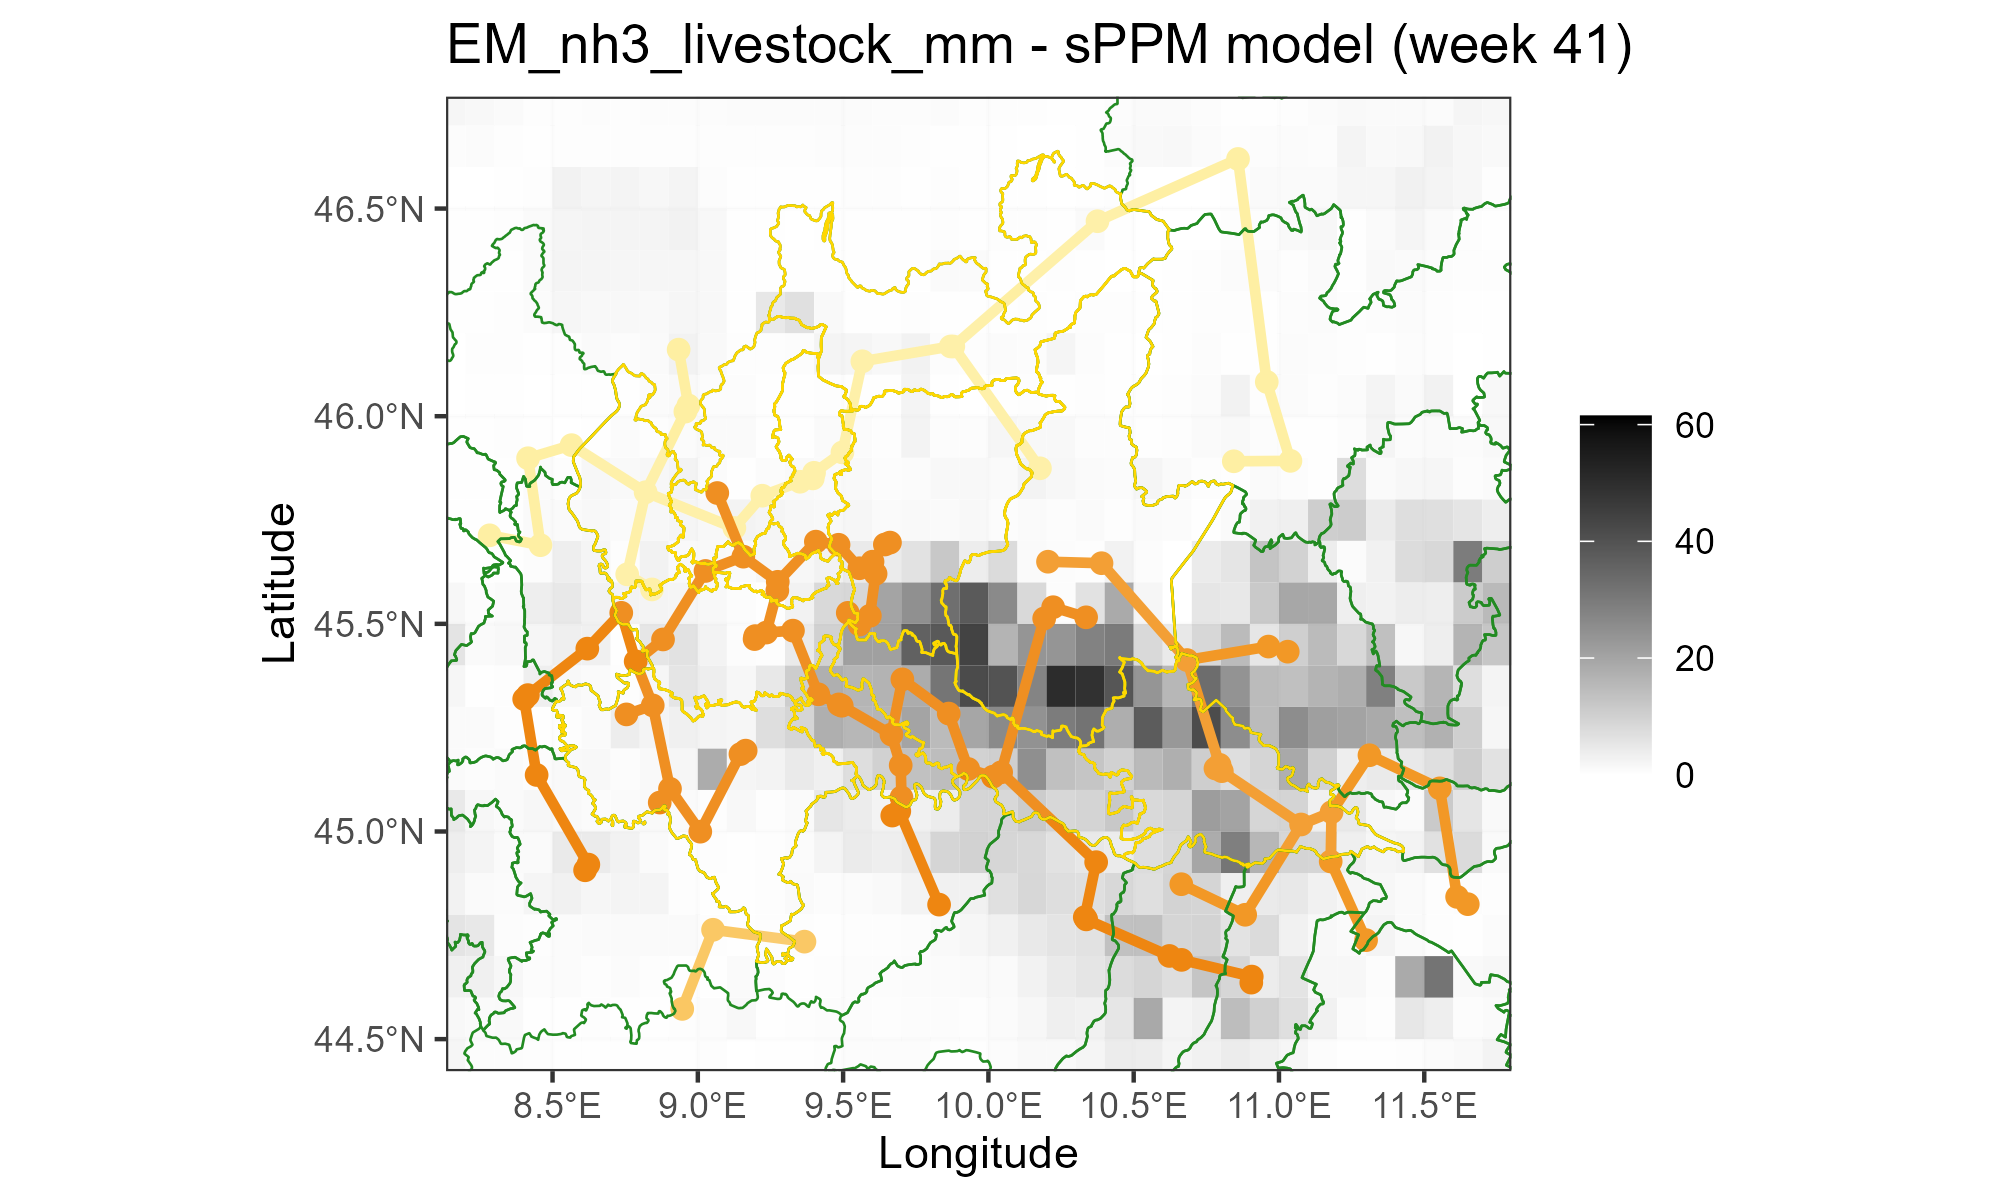 EM_nh3_livestock_mm - sPPM model (week 41)
46.5°N
46.0°N
45.5°N
45.0°N
44.5°N
Latitude
8.5°E
9.0°E
9.5°E
10.0°E
10.5°E
11.0°E
11.5°E
Longitude
60
40
20
0